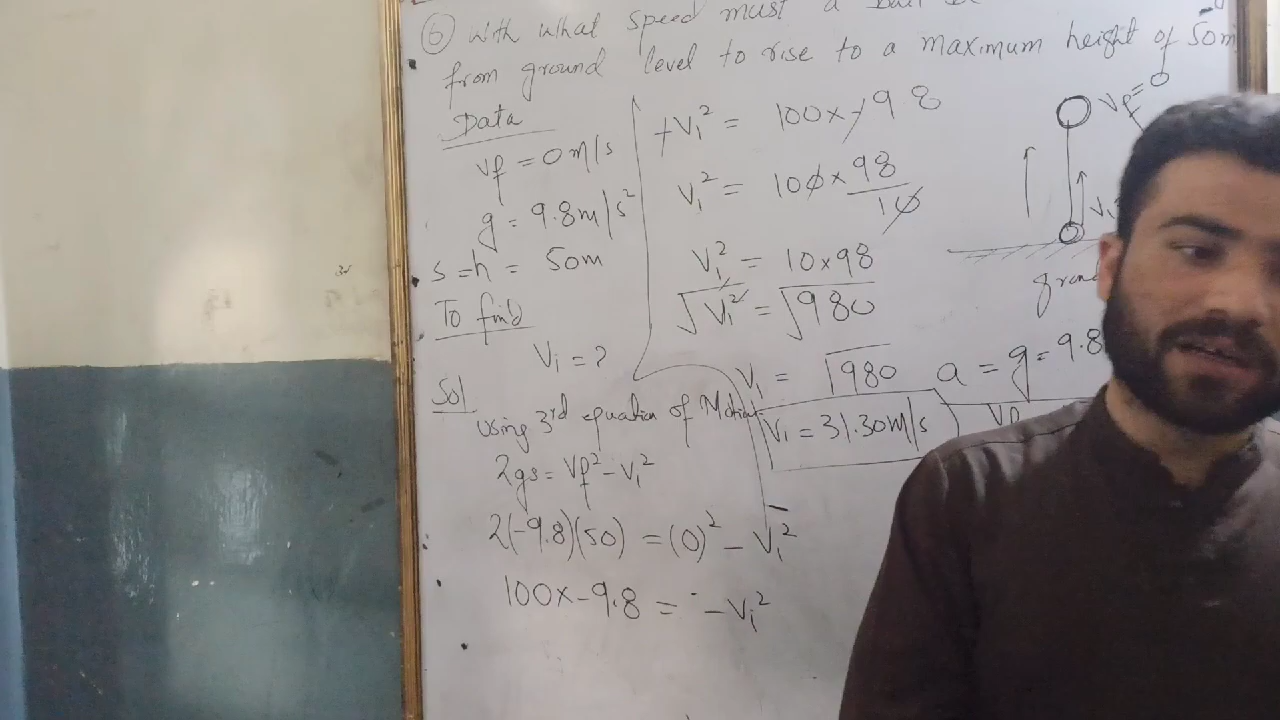 6 With what speed must a
from ground level to rise to a maximum height of 50m
Data
Vf = 0m/s
g = 9.8m/s²
s = h = 50m
To find
Vi = ?
Sol
Using 3rd equation of Motion
2gs = Vf² - Vi²
2(-9.8)(50) = (0)² - Vi²
100x-9.8 = -Vi²
+Vi² = 100x+9.8
Vi² = 100 x 98/10
Vi² = 10x98
√Vi² = √980
Vi = √980
Vi = 31.30m/s
Vf = 0
Vi
a = g = 9.8